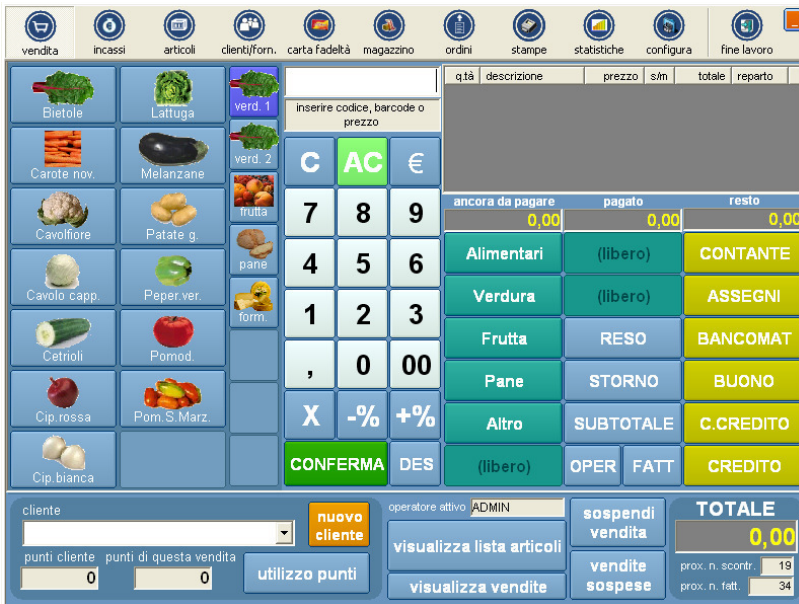 vendita incassi articoli clienti/forn. carta fadeltà magazzino ordini stampe statistiche configura fine lavoro
Bietole Lattuga verd. 1
Carote nov. Melanzane verd. 2
Cavolfiore Patate g. frutta
Cavolo capp. Peper.ver. pane
Cetrioli Pomod. form.
Cip.rossa Pom.S.Marz.
Cip.bianca
inserire codice, barcode o
prezzo
C AC €
7 8 9
4 5 6
1 2 3
, 0 00
X -% +%
CONFERMA DES
q.tà descrizione prezzo s/m totale reparto
ancora da pagare pagato resto
0,00 0,00 0,00
Alimentari (libero) CONTANTE
Verdura (libero) ASSEGNI
Frutta RESO BANCOMAT
Pane STORNO BUONO
Altro SUBTOTALE C.CREDITO
(libero) OPER FATT CREDITO
cliente
nuovo
cliente
punti cliente punti di questa vendita
0 0
utilizzo punti
operatore attivo ADMIN
visualizza lista articoli
visualizza vendite
sospendi
vendita
vendite
sospese
TOTALE
0,00
prox. n. scontr. 19
prox. n. fatt. 34